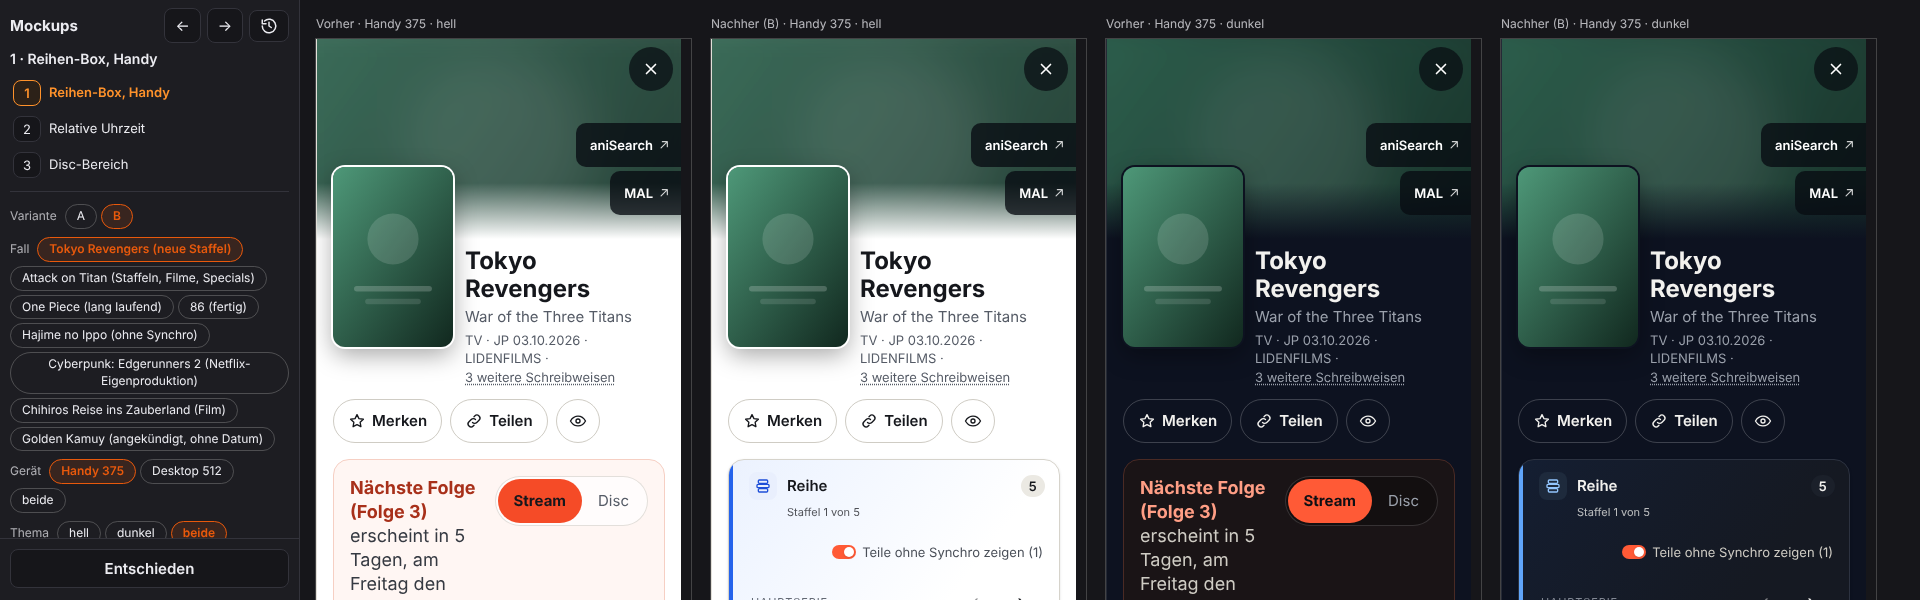 Mockups
1 · Reihen-Box, Handy
1 Reihen-Box, Handy
2 Relative Uhrzeit
3 Disc-Bereich
Variante A B
Fall Tokyo Revengers (neue Staffel)
Attack on Titan (Staffeln, Filme, Specials)
One Piece (lang laufend) 86 (fertig)
Hajime no Ippo (ohne Synchro)
Cyberpunk: Edgerunners 2 (Netflix-
Eigenproduktion)
Chihiros Reise ins Zauberland (Film)
Golden Kamuy (angekündigt, ohne Datum)
Gerät Handy 375 Desktop 512
beide
Thema hell dunkel beide
Entschieden
Vorher · Handy 375 · hell
aniSearch ↗
MAL ↗
Tokyo
Revengers
War of the Three Titans
TV · JP 03.10.2026 ·
LIDENFILMS ·
3 weitere Schreibweisen
Merken Teilen
Nächste Folge
(Folge 3)
erscheint in 5
Tagen, am
Freitag den
Stream Disc
Nachher (B) · Handy 375 · hell
aniSearch ↗
MAL ↗
Tokyo
Revengers
War of the Three Titans
TV · JP 03.10.2026 ·
LIDENFILMS ·
3 weitere Schreibweisen
Merken Teilen
Reihe 5
Staffel 1 von 5
Teile ohne Synchro zeigen (1)
Vorher · Handy 375 · dunkel
aniSearch ↗
MAL ↗
Tokyo
Revengers
War of the Three Titans
TV · JP 03.10.2026 ·
LIDENFILMS ·
3 weitere Schreibweisen
Merken Teilen
Nächste Folge
(Folge 3)
erscheint in 5
Tagen, am
Freitag den
Stream Disc
Nachher (B) · Handy 375 · dunkel
aniSearch ↗
MAL ↗
Tokyo
Revengers
War of the Three Titans
TV · JP 03.10.2026 ·
LIDENFILMS ·
3 weitere Schreibweisen
Merken Teilen
Reihe 5
Staffel 1 von 5
Teile ohne Synchro zeigen (1)